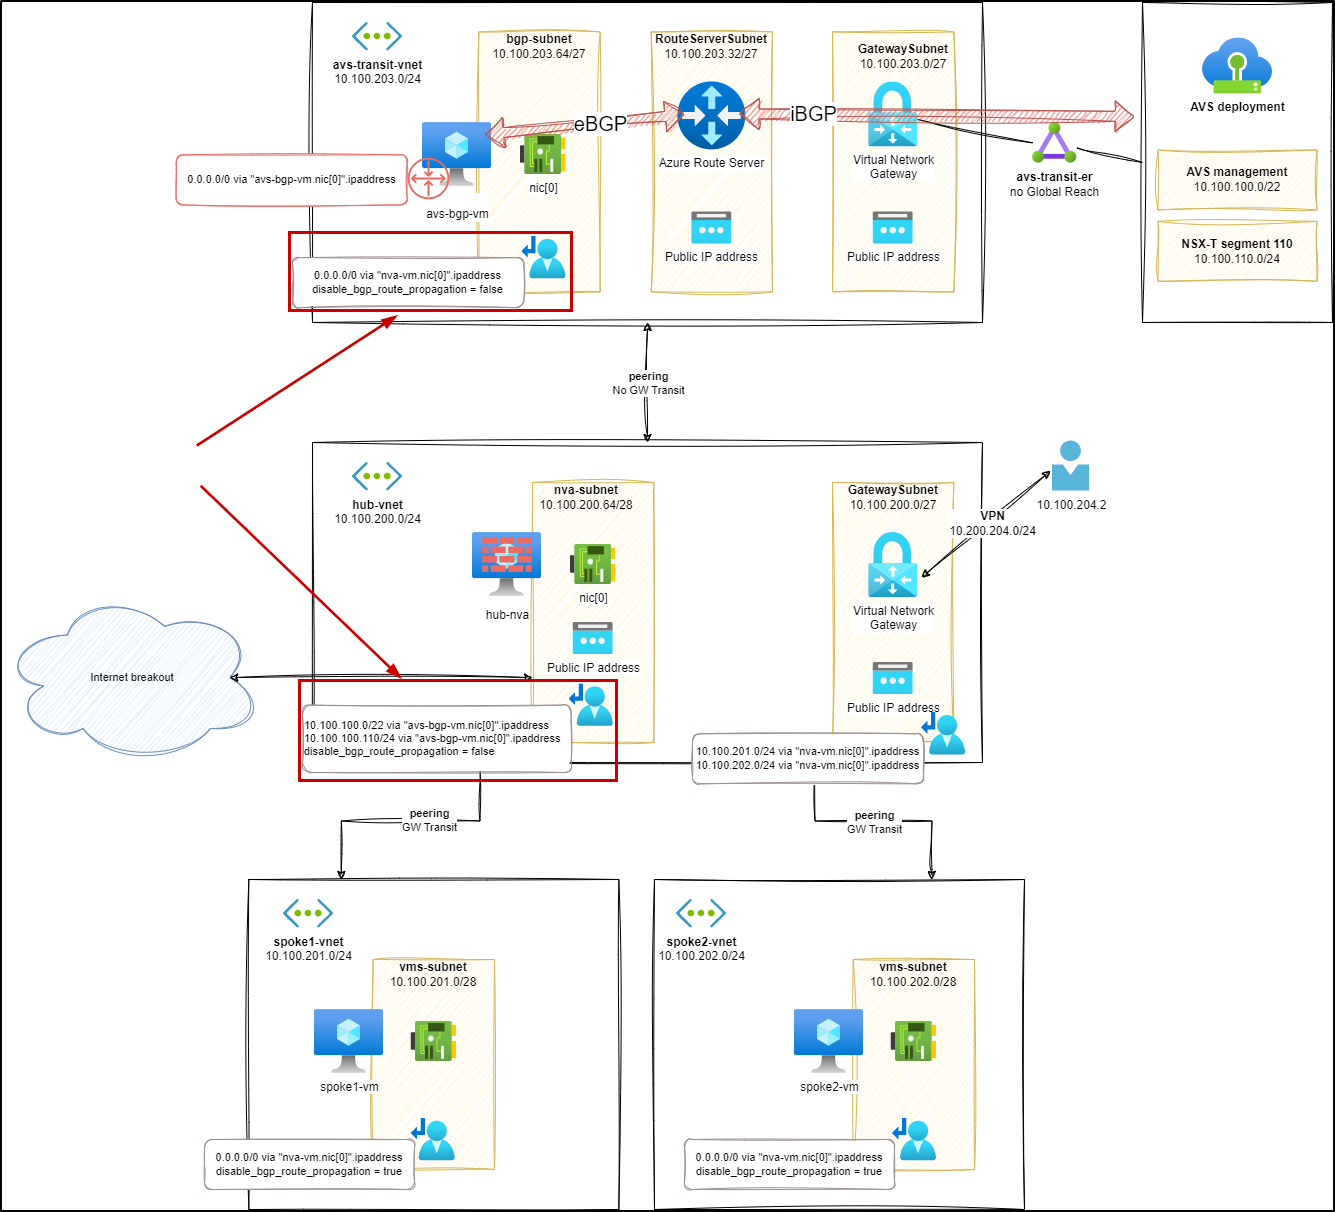 avs-transit-vnet
10.100.203.0/24
bgp-subnet
10.100.203.64/27
RouteServerSubnet
10.100.203.32/27
GatewaySubnet
10.100.203.0/27
AVS deployment
eBGP
iBGP
Azure Route Server
Virtual Network
Gateway
nic[0]
avs-bgp-vm
0.0.0.0/0 via "avs-bgp-vm.nic[0]".ipaddress
avs-transit-er
no Global Reach
AVS management
10.100.100.0/22
NSX-T segment 110
10.100.110.0/24
Public IP address
Public IP address
0.0.0.0/0 via "nva-vm.nic[0]".ipaddress
disable_bgp_route_propagation = false
peering
No GW Transit
hub-vnet
10.100.200.0/24
nva-subnet
10.100.200.64/28
GatewaySubnet
10.100.200.0/27
10.100.204.2
VPN
10.200.204.0/24
hub-nva
nic[0]
Virtual Network
Gateway
Public IP address
Public IP address
Internet breakout
10.100.100.0/22 via "avs-bgp-vm.nic[0]".ipaddress
10.100.100.110/24 via "avs-bgp-vm.nic[0]".ipaddress
disable_bgp_route_propagation = false
10.100.201.0/24 via "nva-vm.nic[0]".ipaddress
10.100.202.0/24 via "nva-vm.nic[0]".ipaddress
peering
GW Transit
peering
GW Transit
spoke1-vnet
10.100.201.0/24
vms-subnet
10.100.201.0/28
spoke1-vm
0.0.0.0/0 via "nva-vm.nic[0]".ipaddress
disable_bgp_route_propagation = true
spoke2-vnet
10.100.202.0/24
vms-subnet
10.100.202.0/28
spoke2-vm
0.0.0.0/0 via "nva-vm.nic[0]".ipaddress
disable_bgp_route_propagation = true